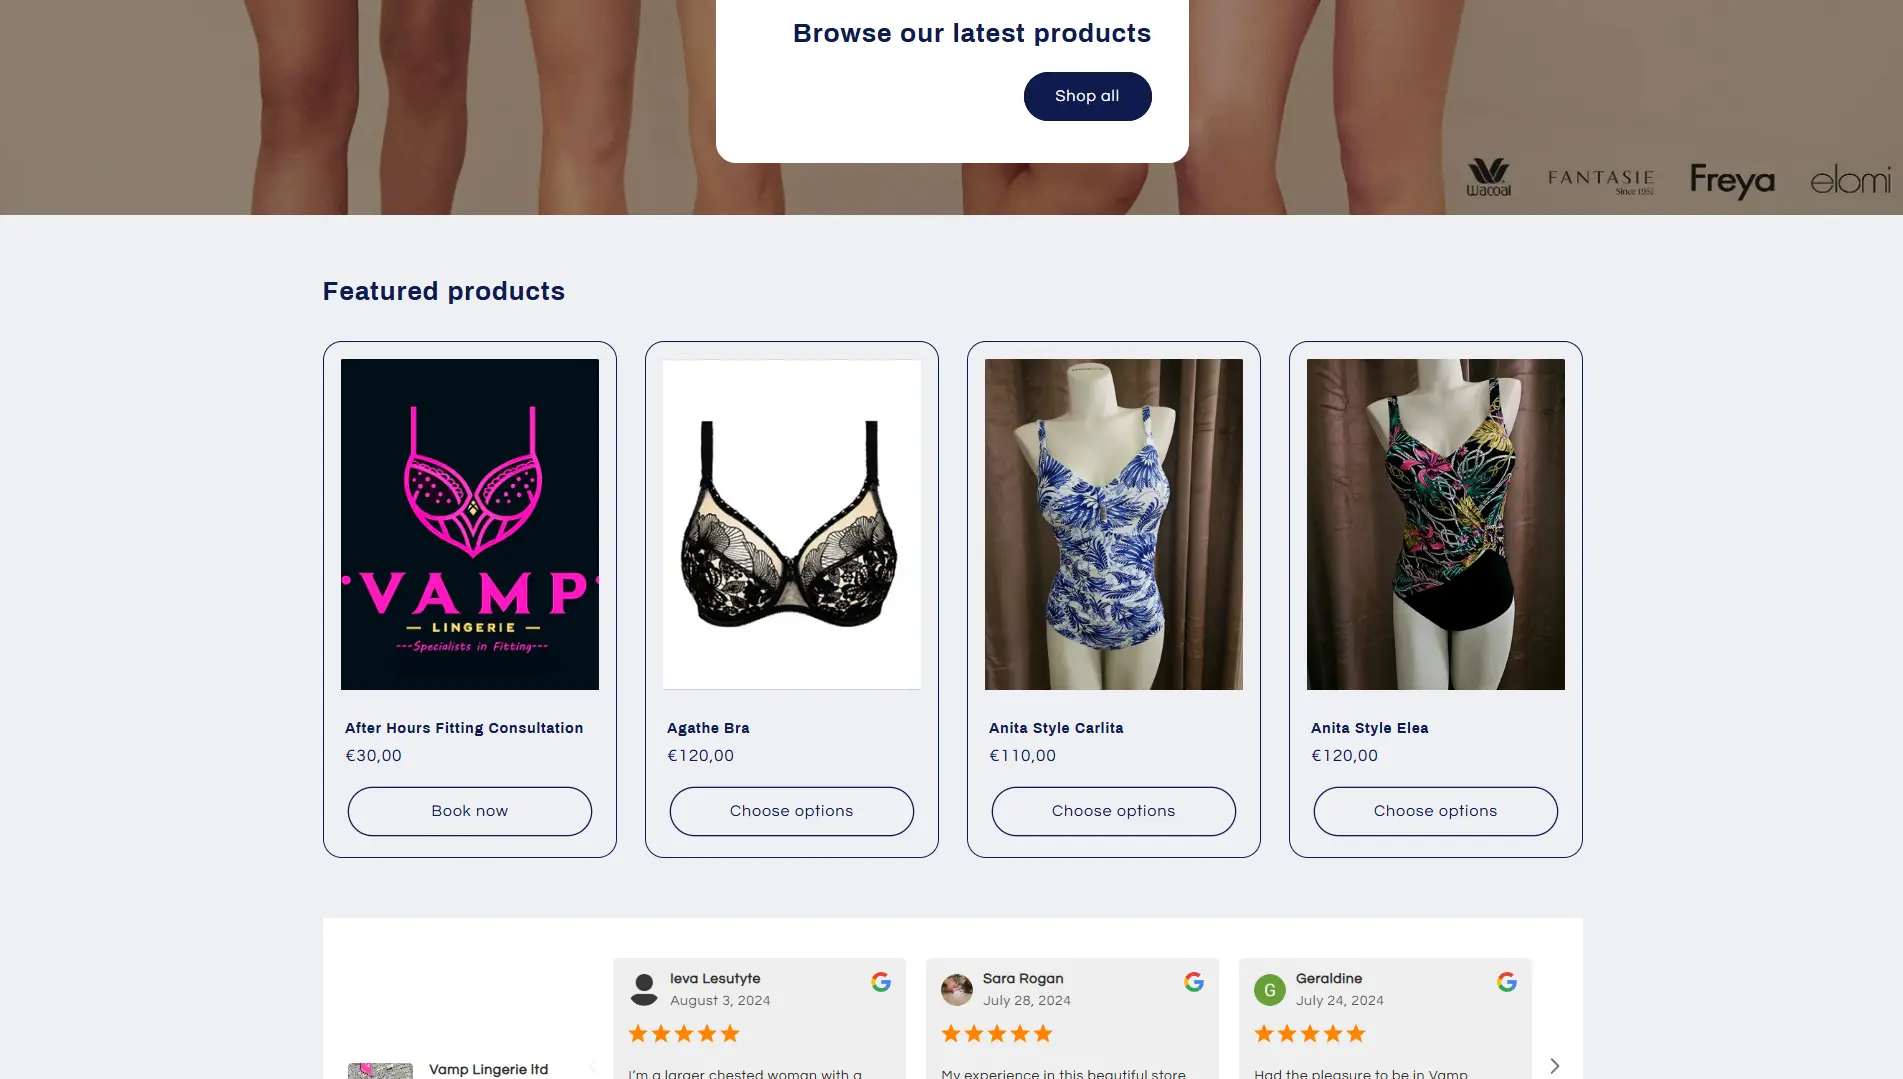 Browse our latest products
Shop all
Wacoal
FANTASIE
Since 1951
Freya
elomi
Featured products
VAMP
LINGERIE
---Specialists in Fitting---
After Hours Fitting Consultation
€30,00
Book now
Agathe Bra
€120,00
Choose options
Anita Style Carlita
€110,00
Choose options
Anita Style Elea
€120,00
Choose options
Vamp Lingerie ltd
Ieva Lesutyte
August 3, 2024
I'm a larger chested woman with a
Sara Rogan
July 28, 2024
My experience in this beautiful store
G
Geraldine
July 24, 2024
Had the pleasure to be in Vamp